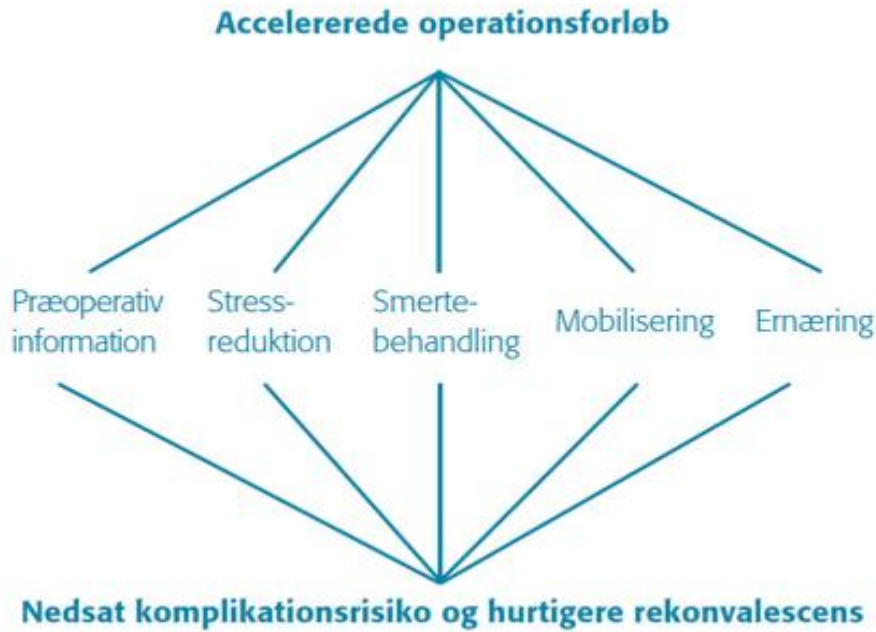 Accelererede operationsforløb
Præoperativ
information
Stress-
reduktion
Smerte-
behandling
Mobilisering
Ernæring
Nedsat komplikationsrisiko og hurtigere rekonvalescens